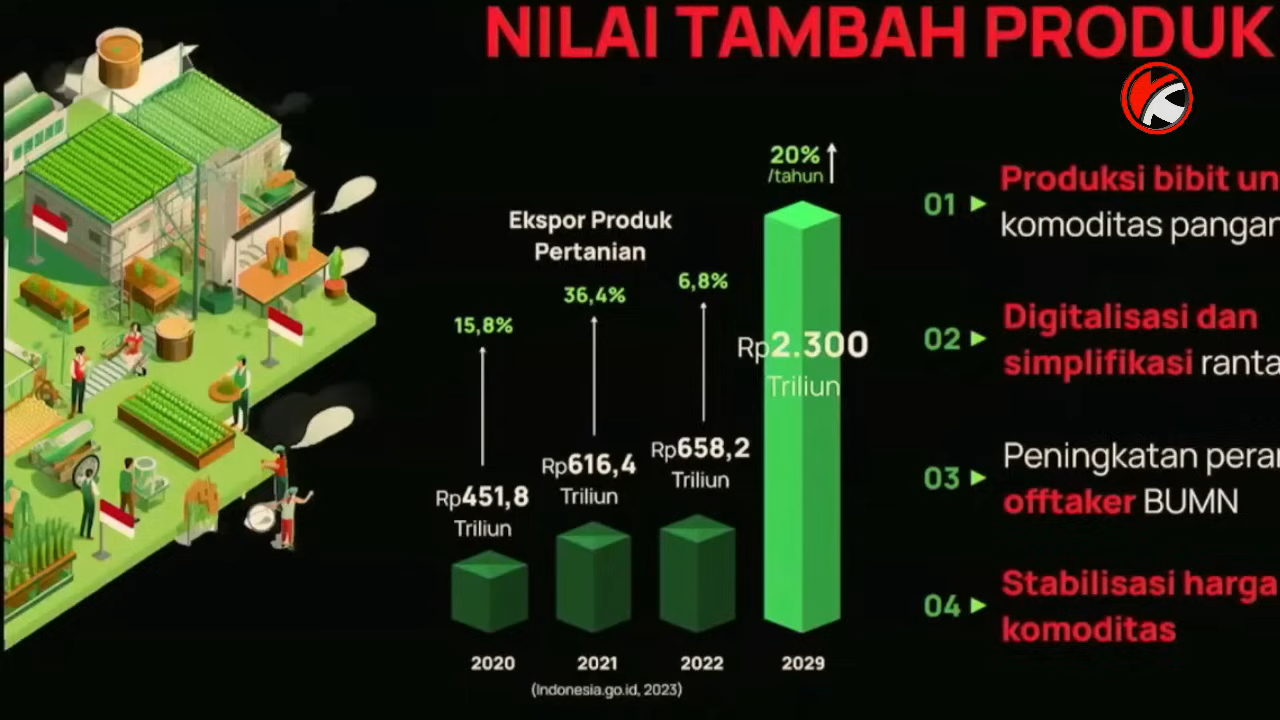 NILAI TAMBAH PRODUK
Ekspor Produk
Pertanian
15,8%
36,4%
6,8%
20%
/tahun
Rp451,8
Triliun
Rp616,4
Triliun
Rp658,2
Triliun
Rp2.300
Triliun
2020
2021
2022
2029
(Indonesia.go.id, 2023)
01
Produksi bibit un
komoditas pangan
02
Digitalisasi dan
simplifikasi ranta
03
Peningkatan peran
offtaker BUMN
04
Stabilisasi harga
komoditas